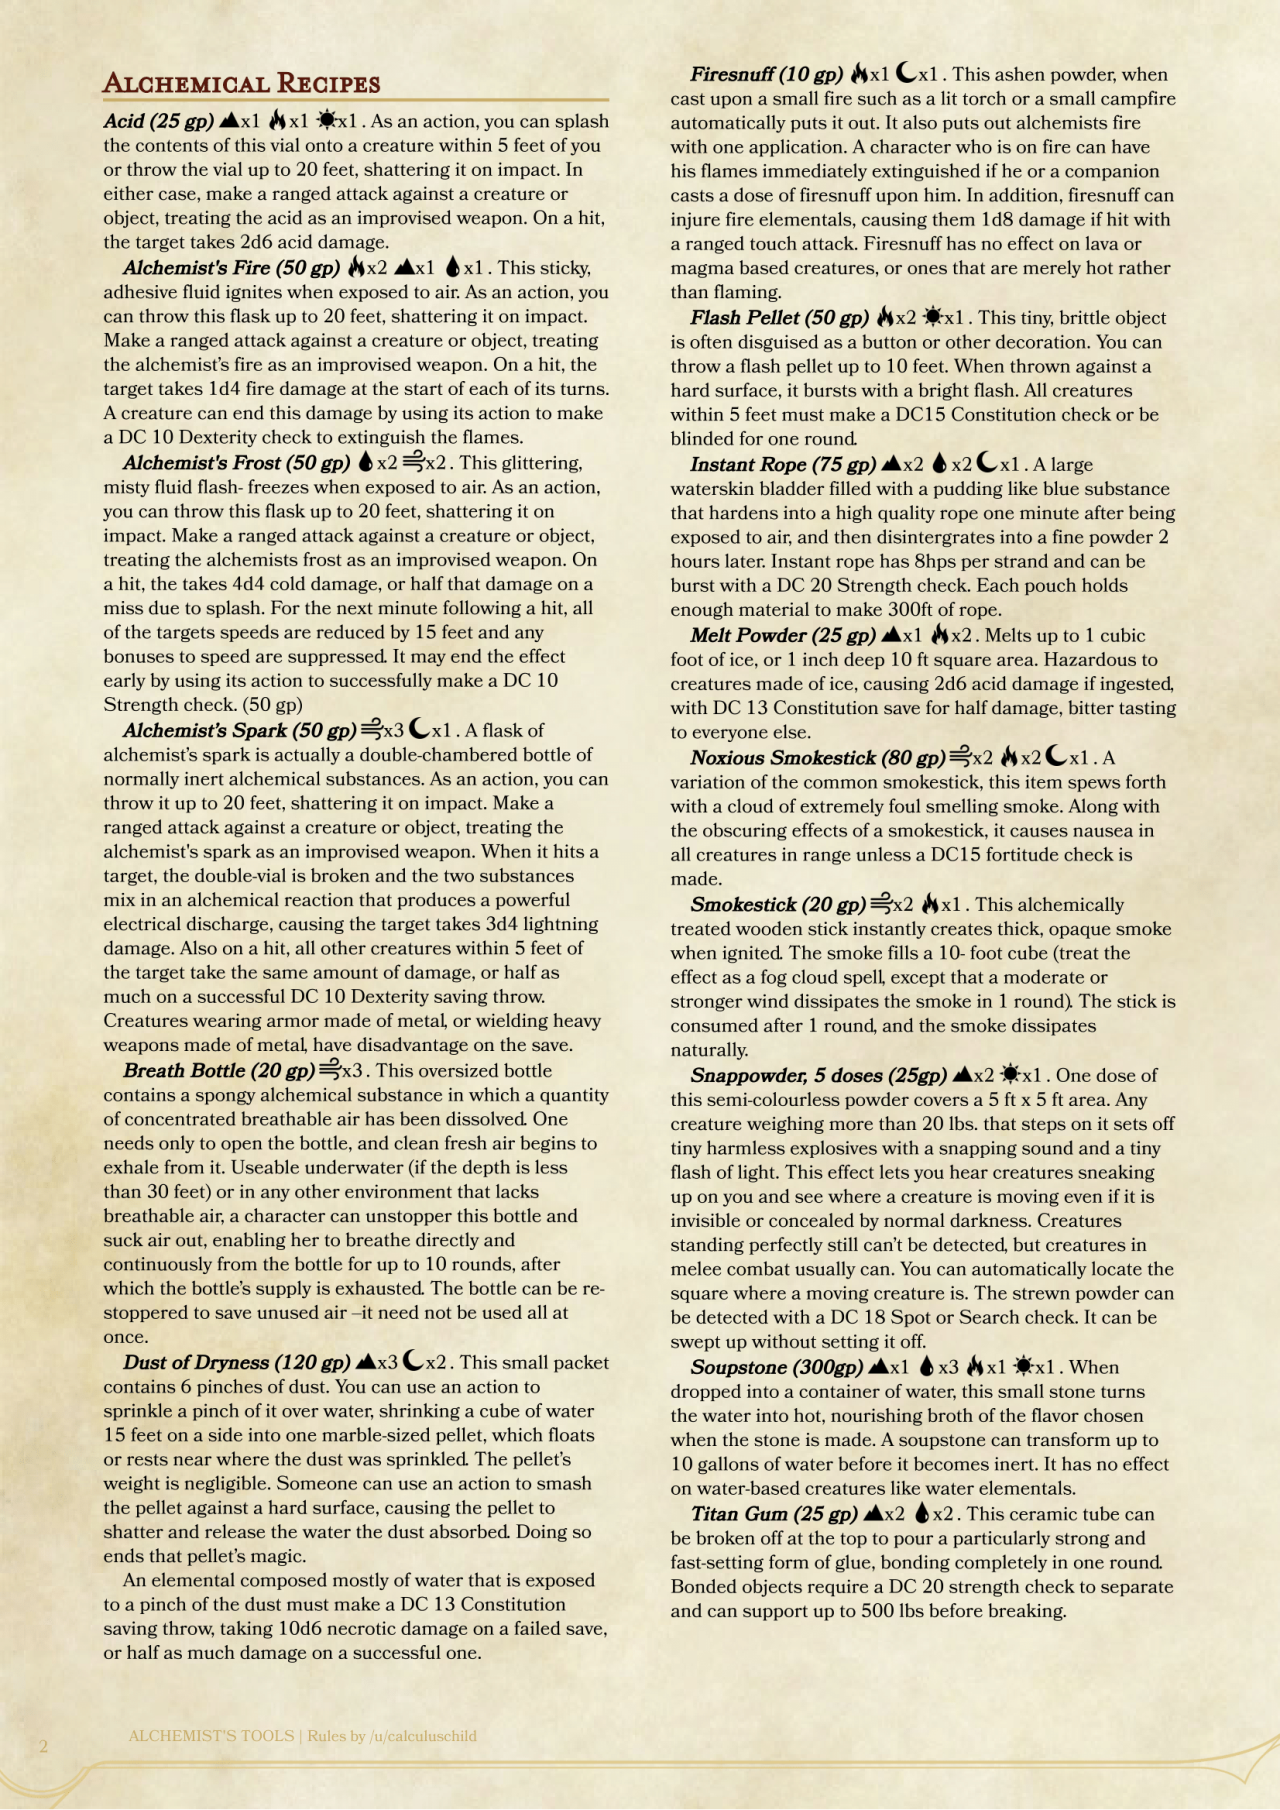 ALCHEMICAL RECIPES
Acid (25 gp) x1 x1 x1 . As an action, you can splash
the contents of this vial onto a creature within 5 feet of you
or throw the vial up to 20 feet, shattering it on impact. In
either case, make a ranged attack against a creature or
object, treating the acid as an improvised weapon. On a hit,
the target takes 2d6 acid damage.
Alchemist's Fire (50 gp) x2 x1 x1 . This sticky,
adhesive fluid ignites when exposed to air. As an action, you
can throw this flask up to 20 feet, shattering it on impact.
Make a ranged attack against a creature or object, treating
the alchemist's fire as an improvised weapon. On a hit, the
target takes 1d4 fire damage at the start of each of its turns.
A creature can end this damage by using its action to make
a DC 10 Dexterity check to extinguish the flames.
Alchemist's Frost (50 gp) x2 x2 . This glittering,
misty fluid flash- freezes when exposed to air. As an action,
you can throw this flask up to 20 feet, shattering it on
impact. Make a ranged attack against a creature or object,
treating the alchemists frost as an improvised weapon. On
a hit, the takes 4d4 cold damage, or half that damage on a
miss due to splash. For the next minute following a hit, all
of the targets speeds are reduced by 15 feet and any
bonuses to speed are suppressed. It may end the effect
early by using its action to successfully make a DC 10
Strength check. (50 gp)
Alchemist's Spark (50 gp) x3 x1 . A flask of
alchemist's spark is actually a double-chambered bottle of
normally inert alchemical substances. As an action, you can
throw it up to 20 feet, shattering it on impact. Make a
ranged attack against a creature or object, treating the
alchemist's spark as an improvised weapon. When it hits a
target, the double-vial is broken and the two substances
mix in an alchemical reaction that produces a powerful
electrical discharge, causing the target takes 3d4 lightning
damage. Also on a hit, all other creatures within 5 feet of
the target take the same amount of damage, or half as
much on a successful DC 10 Dexterity saving throw.
Creatures wearing armor made of metal, or wielding heavy
weapons made of metal, have disadvantage on the save.
Breath Bottle (20 gp) x3 . This oversized bottle
contains a spongy alchemical substance in which a quantity
of concentrated breathable air has been dissolved. One
needs only to open the bottle, and clean fresh air begins to
exhale from it. Useable underwater (if the depth is less
than 30 feet) or in any other environment that lacks
breathable air, a character can unstopper this bottle and
suck air out, enabling her to breathe directly and
continuously from the bottle for up to 10 rounds, after
which the bottle's supply is exhausted. The bottle can be re-
stoppered to save unused air –it need not be used all at
once.
Dust of Dryness (120 gp) x3 x2 . This small packet
contains 6 pinches of dust. You can use an action to
sprinkle a pinch of it over water, shrinking a cube of water
15 feet on a side into one marble-sized pellet, which floats
or rests near where the dust was sprinkled. The pellet's
weight is negligible. Someone can use an action to smash
the pellet against a hard surface, causing the pellet to
shatter and release the water the dust absorbed. Doing so
ends that pellet's magic.
An elemental composed mostly of water that is exposed
to a pinch of the dust must make a DC 13 Constitution
saving throw, taking 10d6 necrotic damage on a failed save,
or half as much damage on a successful one.
Firesnuff (10 gp) x1 x1 . This ashen powder, when
cast upon a small fire such as a lit torch or a small campfire
automatically puts it out. It also puts out alchemists fire
with one application. A character who is on fire can have
his flames immediately extinguished if he or a companion
casts a dose of firesnuff upon him. In addition, firesnuff can
injure fire elementals, causing them 1d8 damage if hit with
a ranged touch attack. Firesnuff has no effect on lava or
magma based creatures, or ones that are merely hot rather
than flaming.
Flash Pellet (50 gp) x2 x1 . This tiny, brittle object
is often disguised as a button or other decoration. You can
throw a flash pellet up to 10 feet. When thrown against a
hard surface, it bursts with a bright flash. All creatures
within 5 feet must make a DC15 Constitution check or be
blinded for one round.
Instant Rope (75 gp) x2 x2 x1 . A large
waterskin bladder filled with a pudding like blue substance
that hardens into a high quality rope one minute after being
exposed to air, and then disintergrates into a fine powder 2
hours later. Instant rope has 8hps per strand and can be
burst with a DC 20 Strength check. Each pouch holds
enough material to make 300ft of rope.
Melt Powder (25 gp) x1 x2 . Melts up to 1 cubic
foot of ice, or 1 inch deep 10 ft square area. Hazardous to
creatures made of ice, causing 2d6 acid damage if ingested,
with DC 13 Constitution save for half damage, bitter tasting
to everyone else.
Noxious Smokestick (80 gp) x2 x2 x1 . A
variation of the common smokestick, this item spews forth
with a cloud of extremely foul smelling smoke. Along with
the obscuring effects of a smokestick, it causes nausea in
all creatures in range unless a DC15 fortitude check is
made.
Smokestick (20 gp) x2 x1 . This alchemically
treated wooden stick instantly creates thick, opaque smoke
when ignited. The smoke fills a 10- foot cube (treat the
effect as a fog cloud spell, except that a moderate or
stronger wind dissipates the smoke in 1 round). The stick is
consumed after 1 round, and the smoke dissipates
naturally.
Snappowder, 5 doses (25gp) x2 x1 . One dose of
this semi-colourless powder covers a 5 ft x 5 ft area. Any
creature weighing more than 20 lbs. that steps on it sets off
tiny harmless explosives with a snapping sound and a tiny
flash of light. This effect lets you hear creatures sneaking
up on you and see where a creature is moving even if it is
invisible or concealed by normal darkness. Creatures
standing perfectly still can't be detected, but creatures in
melee combat usually can. You can automatically locate the
square where a moving creature is. The strewn powder can
be detected with a DC 18 Spot or Search check. It can be
swept up without setting it off.
Soupstone (300gp) x1 x3 x1 x1 . When
dropped into a container of water, this small stone turns
the water into hot, nourishing broth of the flavor chosen
when the stone is made. A soupstone can transform up to
10 gallons of water before it becomes inert. It has no effect
on water-based creatures like water elementals.
Titan Gum (25 gp) x2 x2 . This ceramic tube can
be broken off at the top to pour a particularly strong and
fast-setting form of glue, bonding completely in one round.
Bonded objects require a DC 20 strength check to separate
and can support up to 500 lbs before breaking.
2
ALCHEMIST'S TOOLS | Rules by /u/calculuschild